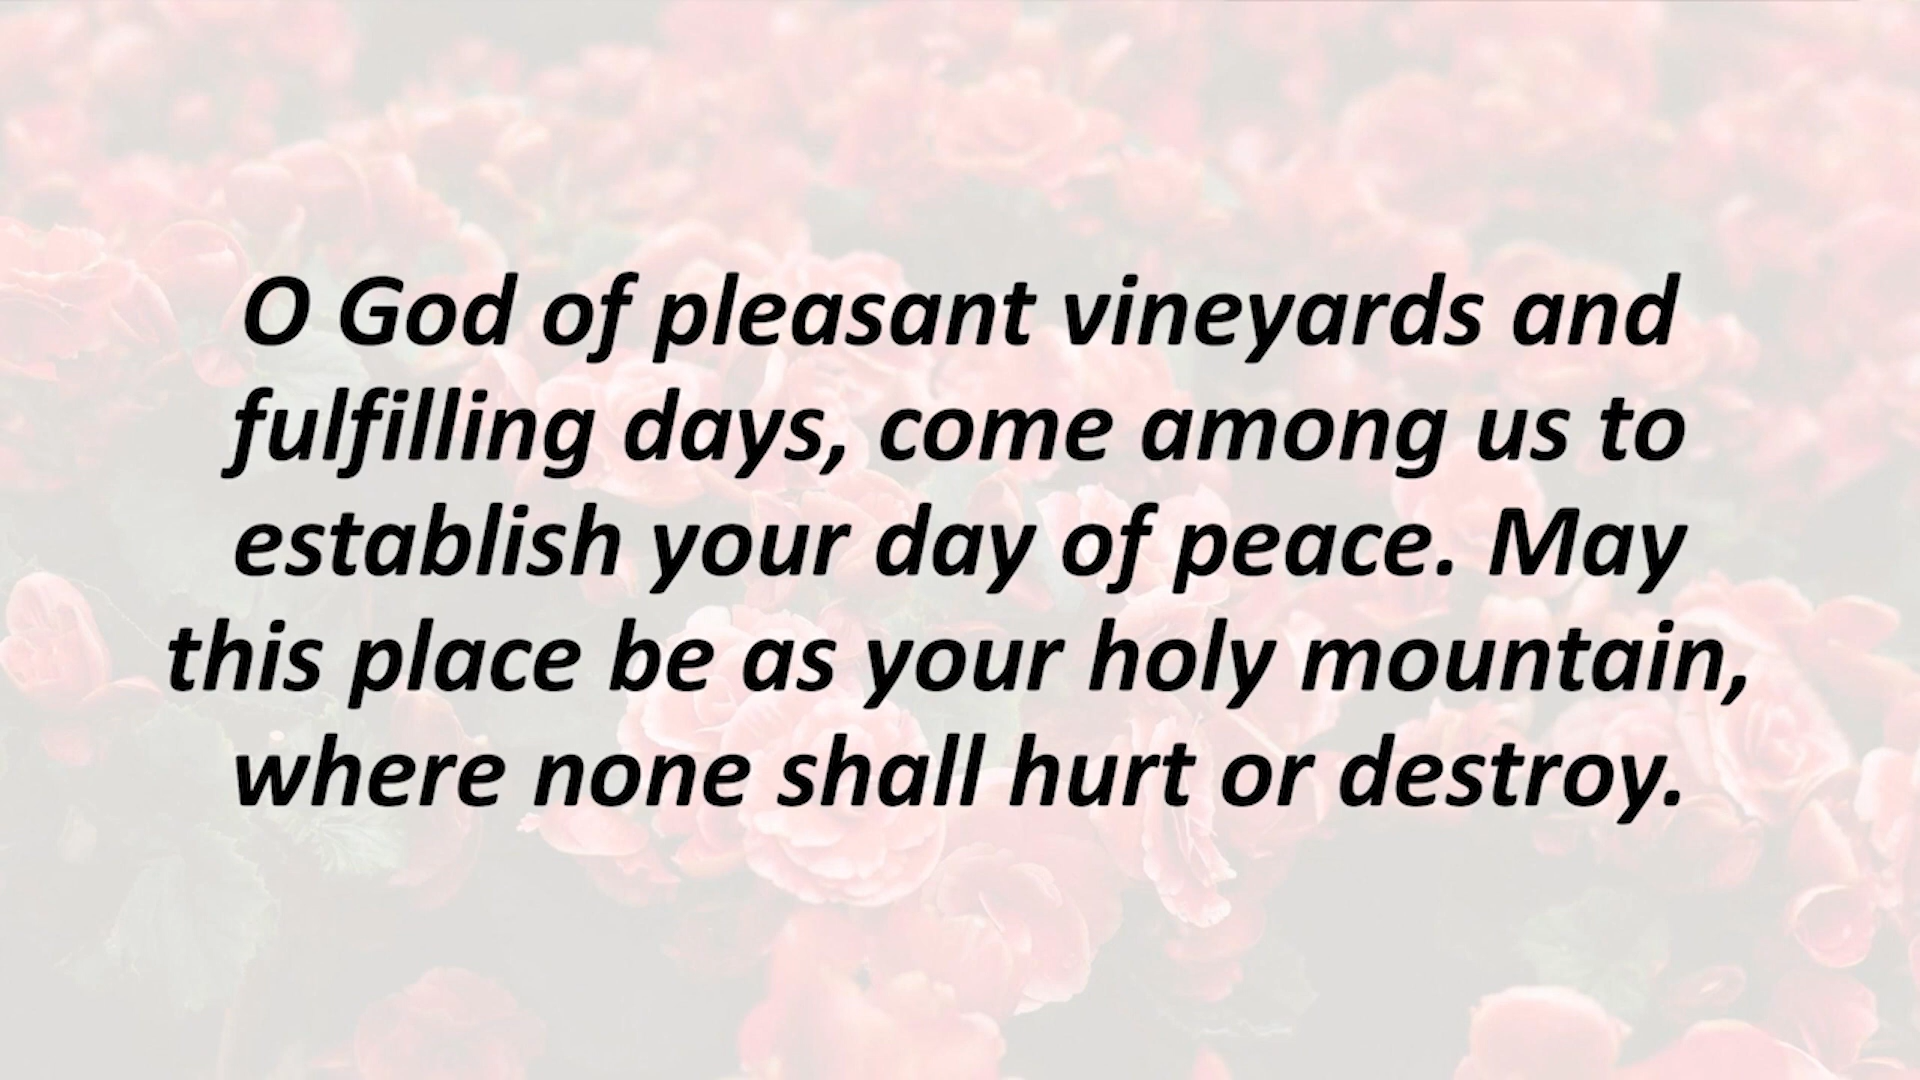 O God of pleasant vineyards and
fulfilling days, come among us to
establish your day of peace. May
this place be as your holy mountain,
where none shall hurt or destroy.